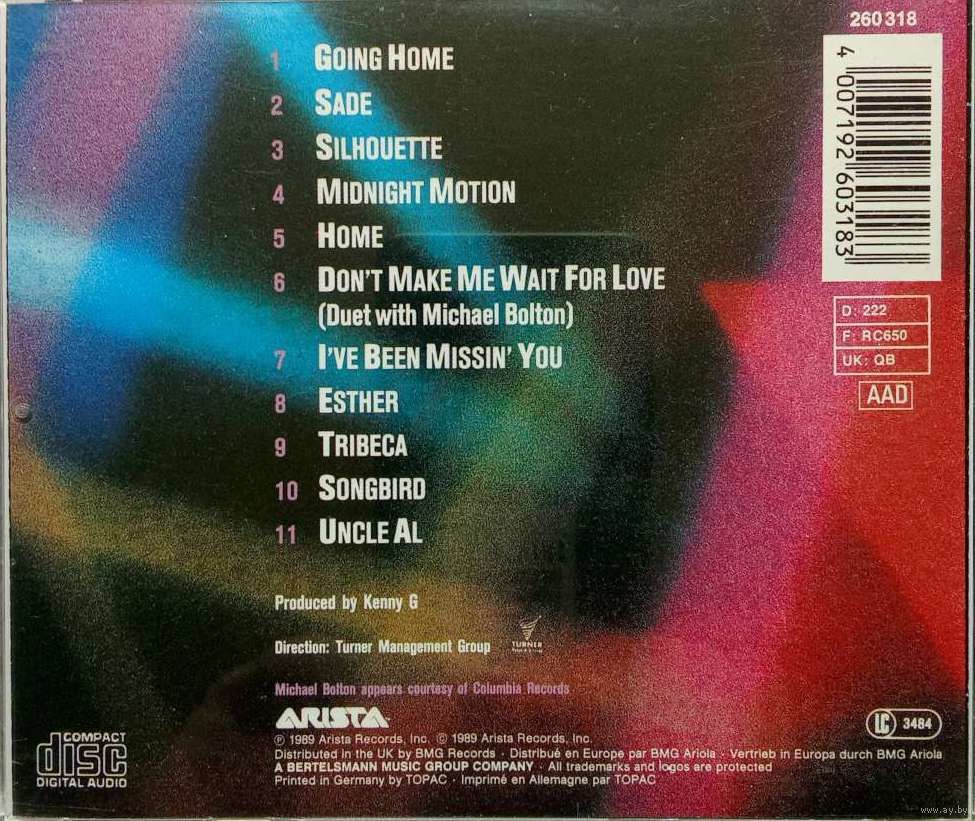 260 318
4 007192 603183
1 GOING HOME
2 SADE
3 SILHOUETTE
4 MIDNIGHT MOTION
5 HOME
6 DON'T MAKE ME WAIT FOR LOVE
(Duet with Michael Bolton)
7 I'VE BEEN MISSIN' YOU
8 ESTHER
9 TRIBECA
10 SONGBIRD
11 UNCLE AL
D: 222
F: RC650
UK: QB
AAD
Produced by Kenny G
Direction: Turner Management Group
TURNER
Michael Bolton appears courtesy of Columbia Records
ARISTA
LC 3484
COMPACT
disc
DIGITAL AUDIO
℗ 1989 Arista Records, Inc. © 1989 Arista Records, Inc.
Distributed in the UK by BMG Records · Distribué en Europe par BMG Ariola · Vertrieb in Europa durch BMG Ariola
A BERTELSMANN MUSIC GROUP COMPANY · All trademarks and logos are protected
Printed in Germany by TOPAC · Imprimé en Allemagne par TOPAC
www.ay.by